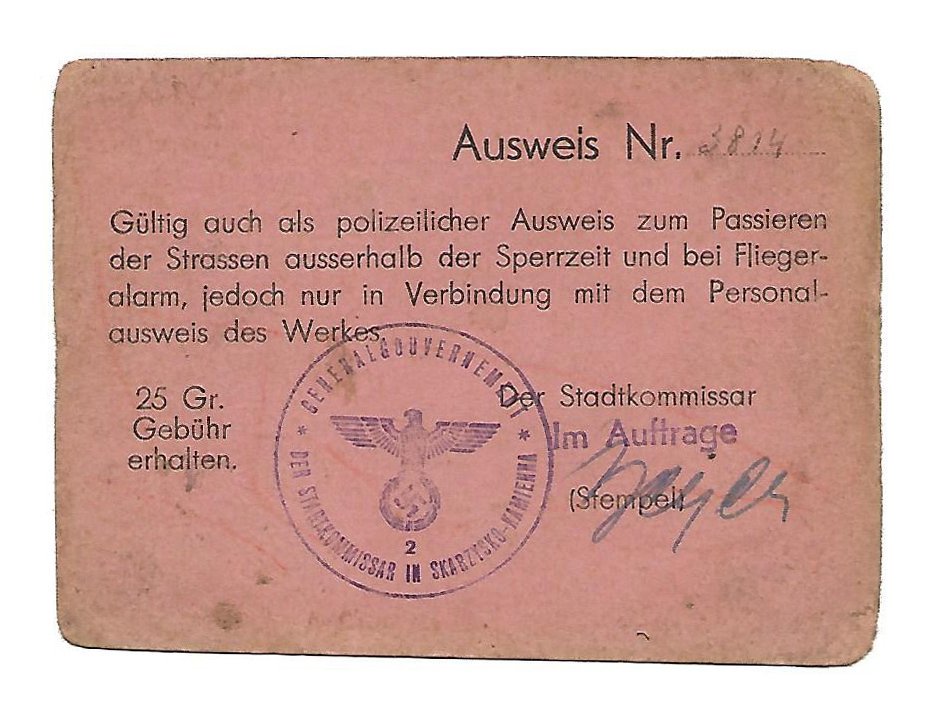 Ausweis Nr. 3814
Gültig auch als polizeilicher Ausweis zum Passieren
der Strassen ausserhalb der Sperrzeit und bei Flieger-
alarm, jedoch nur in Verbindung mit dem Personal-
ausweis des Werkes.
25 Gr.
Gebühr
erhalten.
GENERALGOUVERNEMENT
* DER STADTKOMMISSAR IN SKARZYSKO-KAMIENNA *
2
Der Stadtkommissar
Im Auftrage
(Stempel)